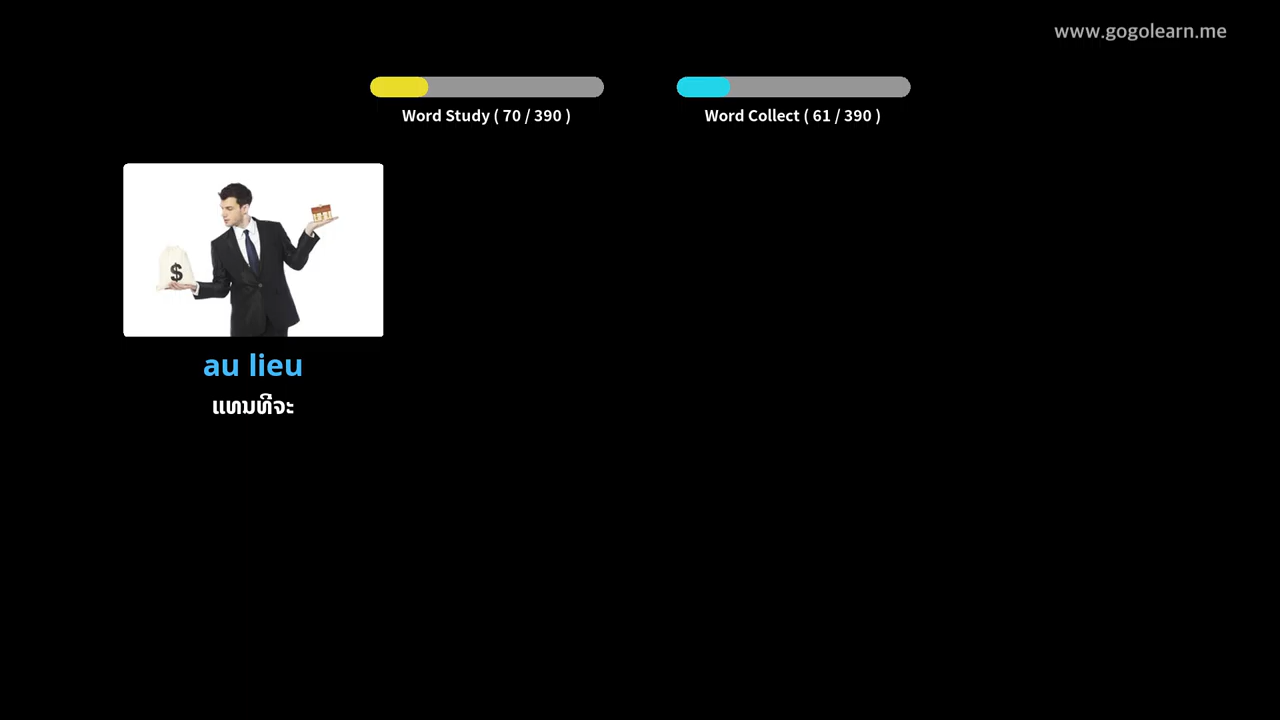 www.gogolearn.me
Word Study ( 70 / 390 )
Word Collect ( 61 / 390 )
$
au lieu
ແທນທີ່ຈະ